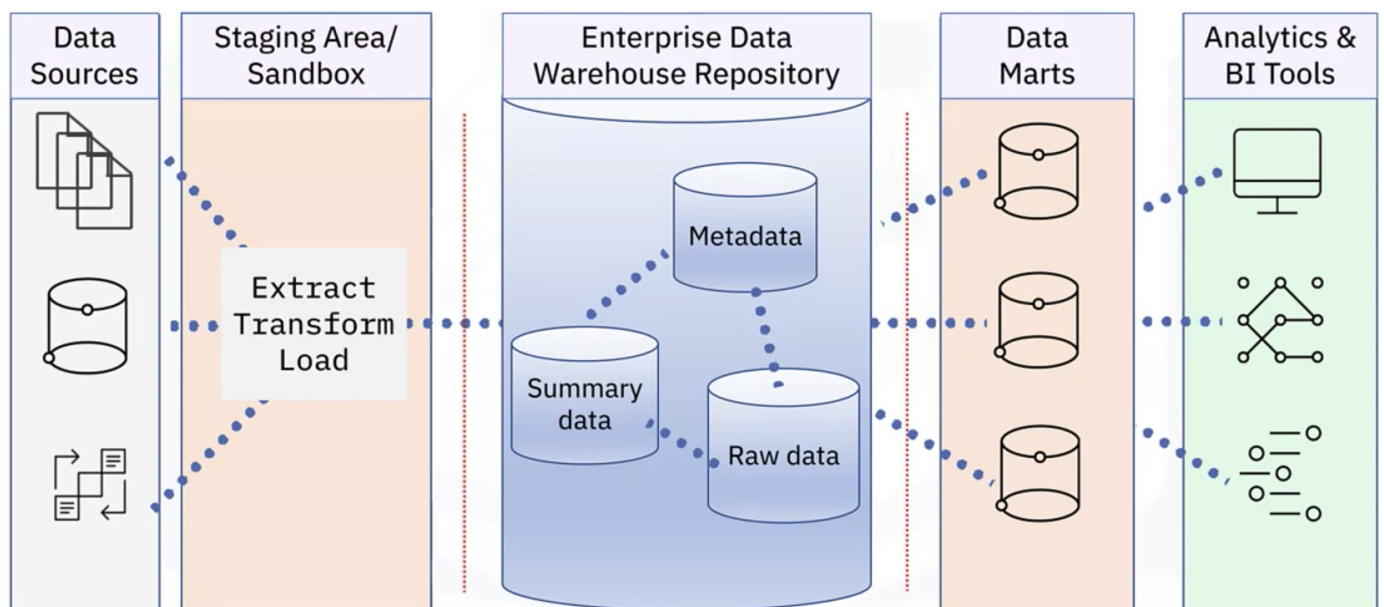 Data
Sources
Staging Area/
Sandbox
Enterprise Data
Warehouse Repository
Data
Marts
Analytics &
BI Tools
Extract
Transform
Load
Metadata
Summary
data
Raw data